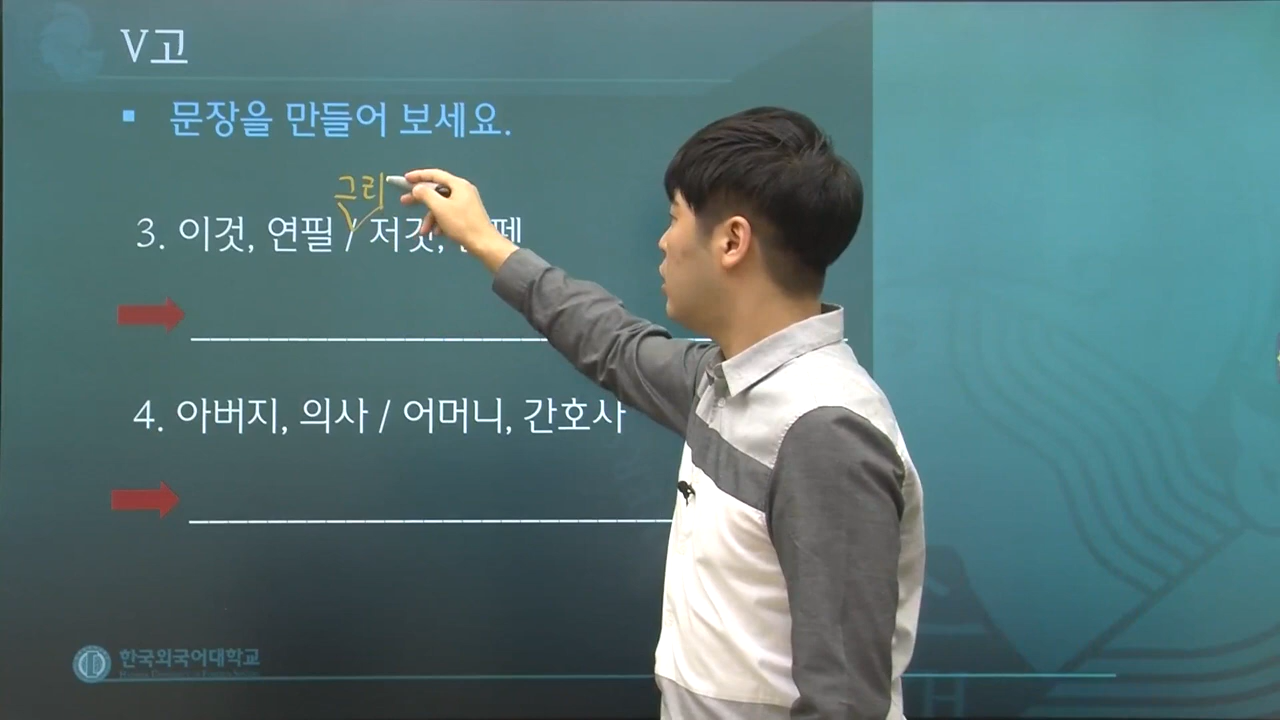 V고
문장을 만들어 보세요.
그리
3. 이것, 연필 / 저것,
4. 아버지, 의사 / 어머니, 간호사
한국외국어대학교